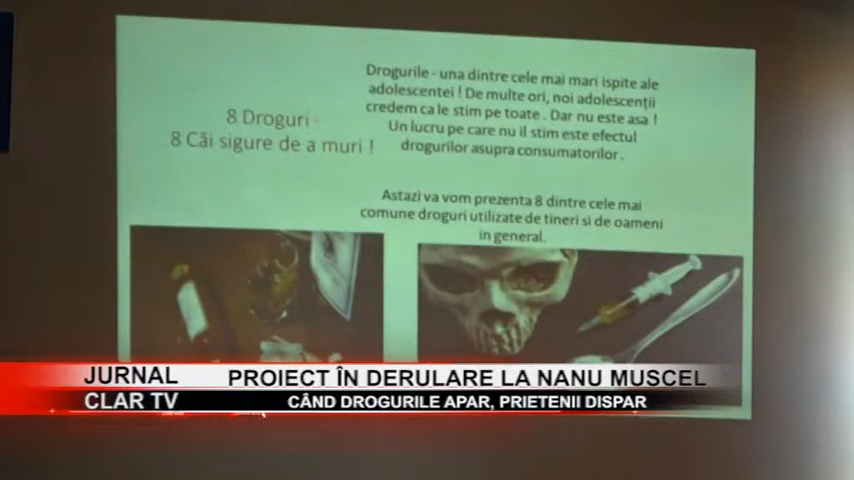 8 Droguri -
8 Căi sigure de a muri !
Drogurile - una dintre cele mai mari ispite ale
adolescentei ! De multe ori, noi adolescenții
credem ca le stim pe toate . Dar nu este asa !
Un lucru pe care nu il stim este efectul
drogurilor asupra consumatorilor .
Astazi va vom prezenta 8 dintre cele mai
comune droguri utilizate de tineri si de oameni
in general.
JURNAL
CLAR TV
PROIECT ÎN DERULARE LA NANU MUSCEL
CÂND DROGURILE APAR, PRIETENII DISPAR